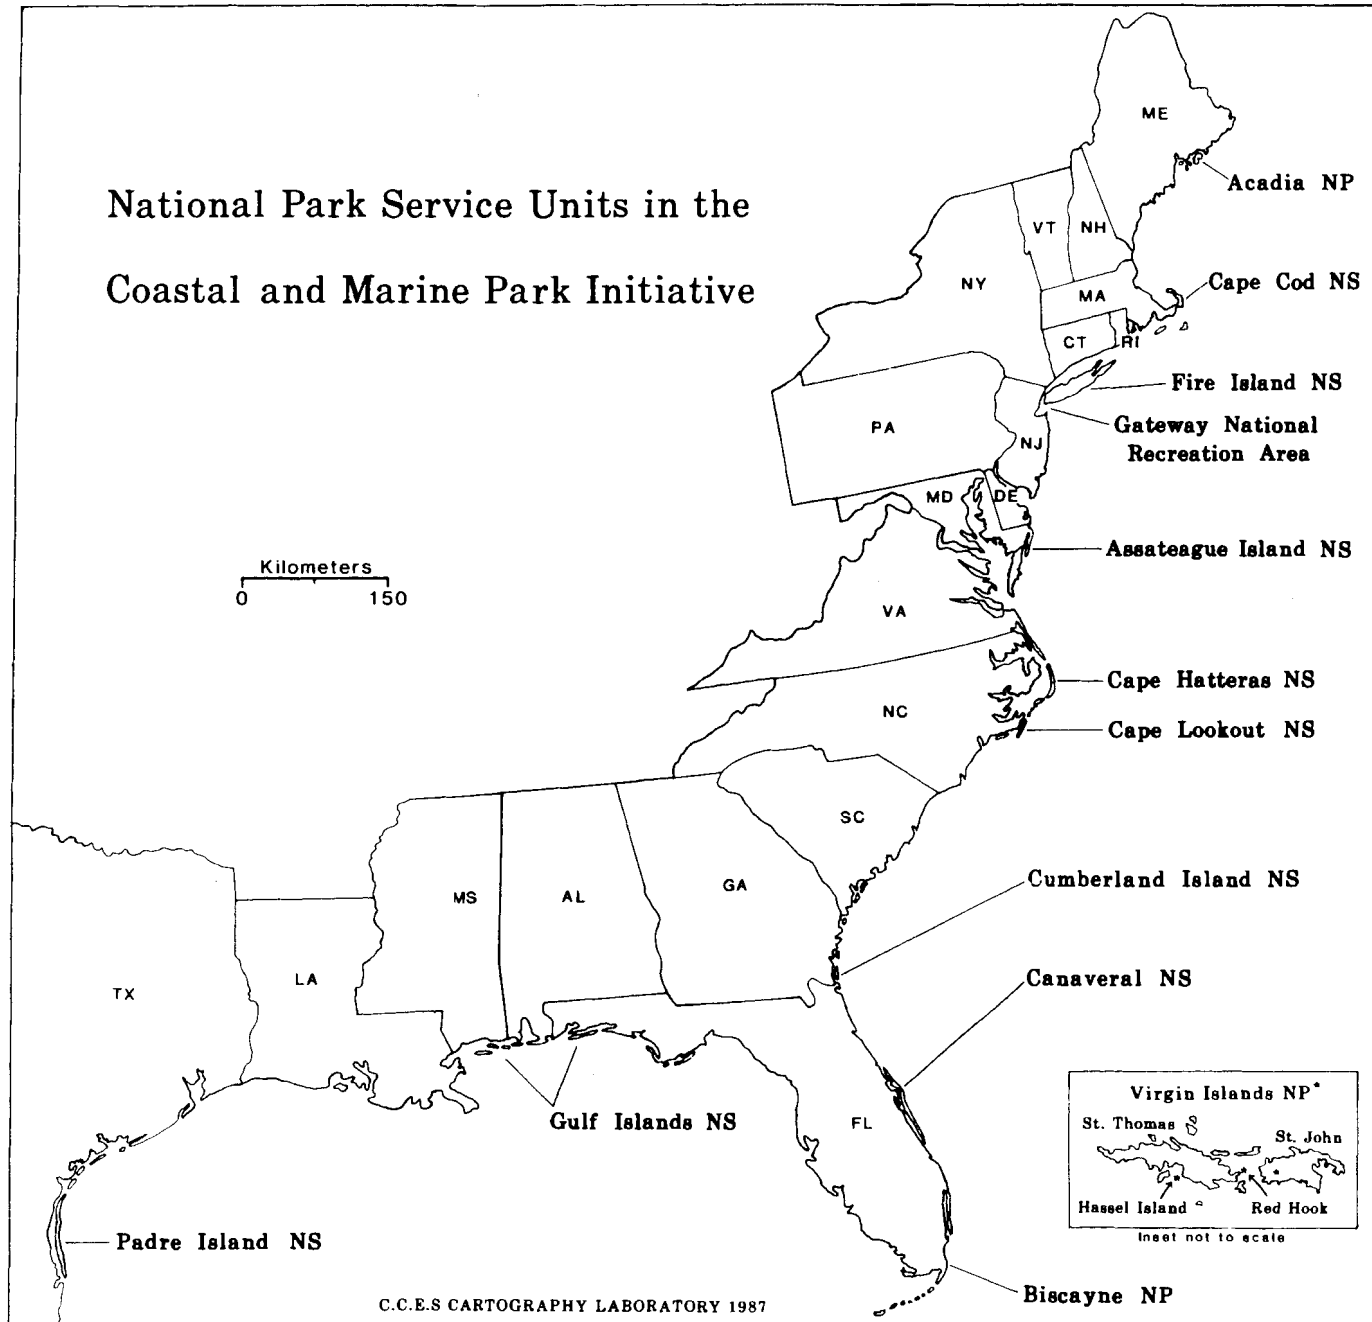 National Park Service Units in the
Coastal and Marine Park Initiative
ME
Acadia NP
VT
NH
NY
MA
Cape Cod NS
CT
RI
Fire Island NS
PA
NJ
Gateway National
Recreation Area
MD
DE
Assateague Island NS
Kilometers
0 150
VA
Cape Hatteras NS
NC
Cape Lookout NS
SC
MS
AL
GA
Cumberland Island NS
TX
LA
Canaveral NS
Gulf Islands NS
FL
Virgin Islands NP*
St. Thomas
St. John
Hassel Island
Red Hook
Inset not to scale
Padre Island NS
Biscayne NP
C.C.E.S CARTOGRAPHY LABORATORY 1987